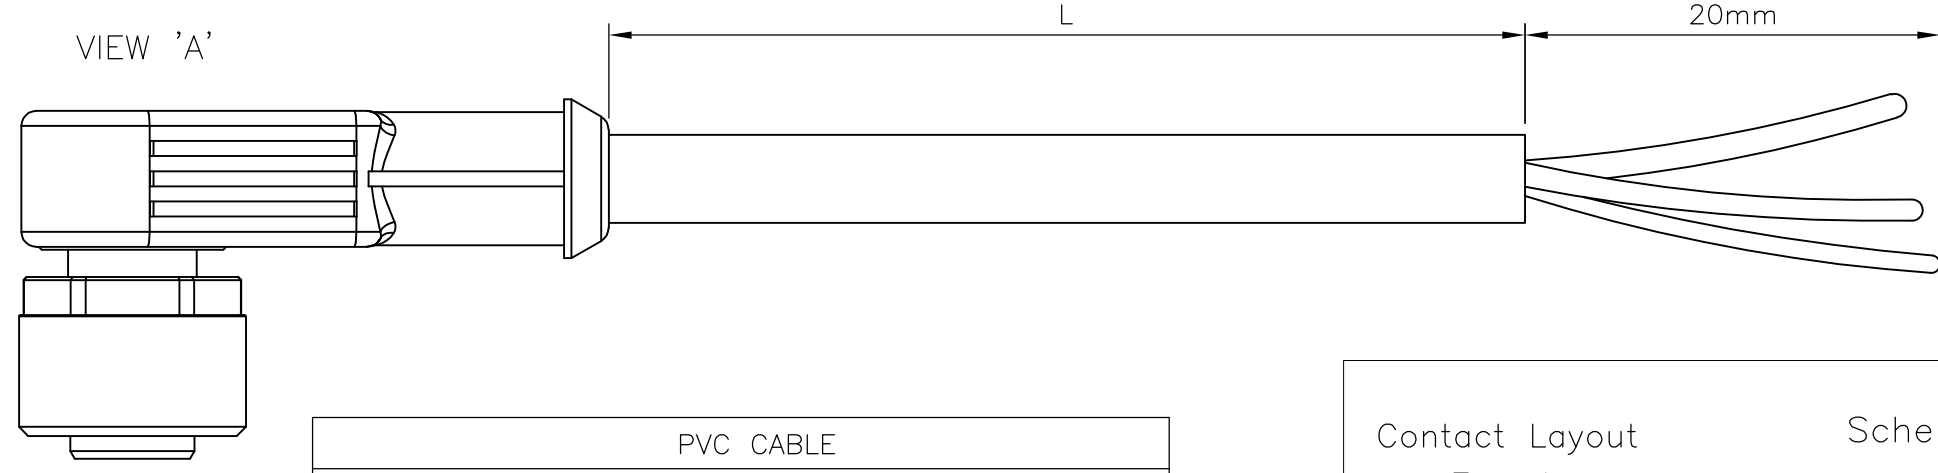 L
20mm
VIEW 'A'
PVC CABLE
Contact Layout
Sche